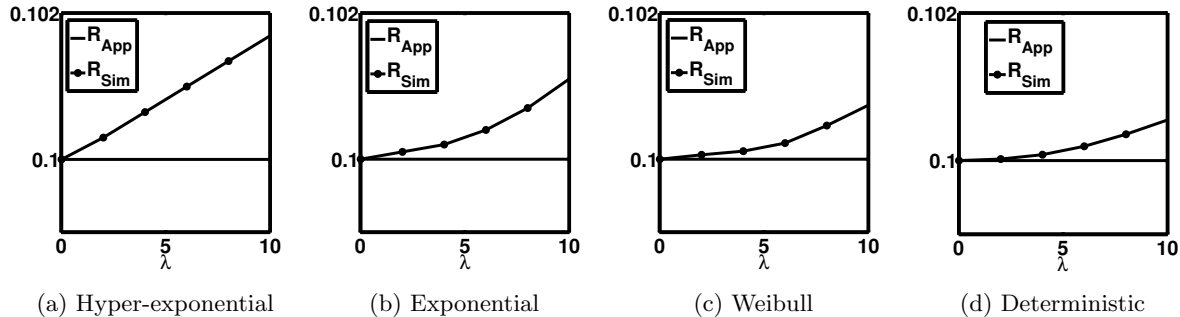 0.102
R_App
R_Sim
0.1
0 5 10
λ
(a) Hyper-exponential
0.102
R_App
R_Sim
0.1
0 5 10
λ
(b) Exponential
0.102
R_App
R_Sim
0.1
0 5 10
λ
(c) Weibull
0.102
R_App
R_Sim
0.1
0 5 10
λ
(d) Deterministic